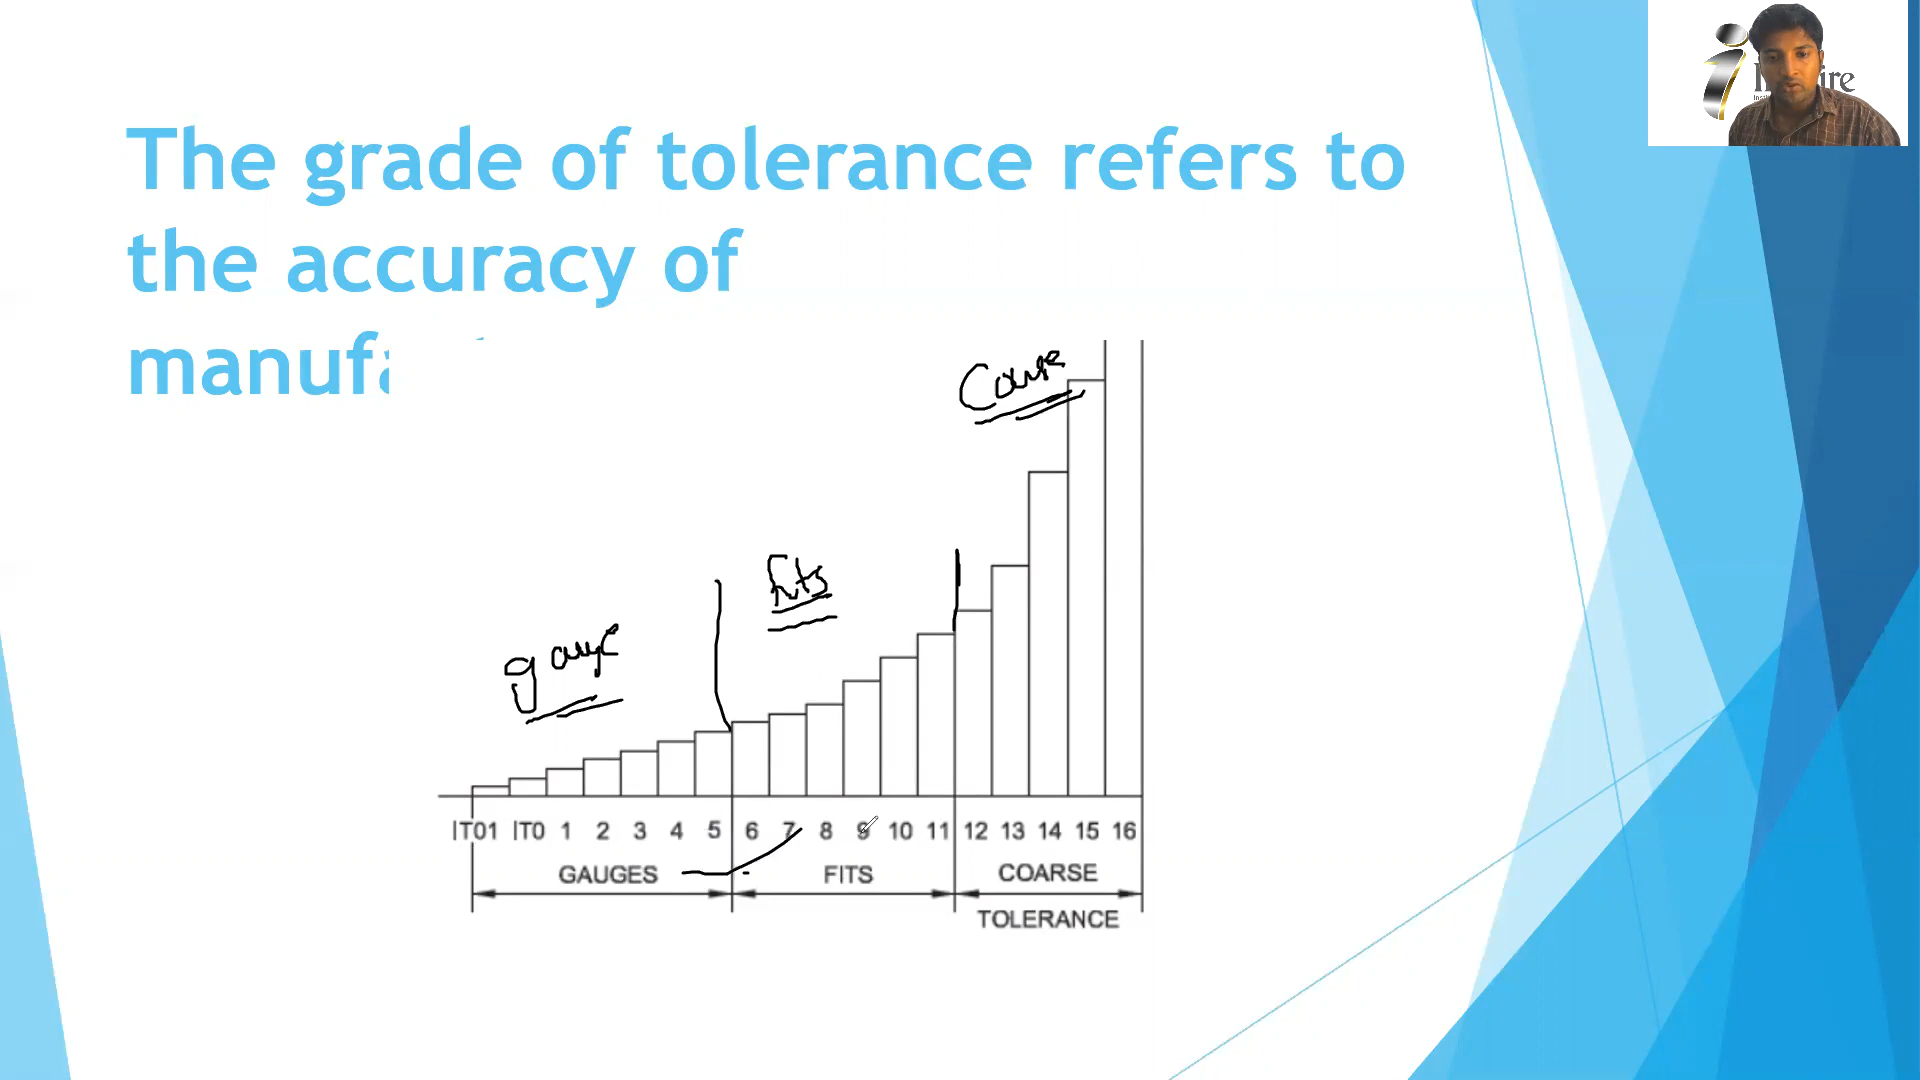 The grade of tolerance refers to
the accuracy of
manufa
Coarse
fits
gauge
IT01 IT0 1 2 3 4 5 6 7 8 9 10 11 12 13 14 15 16
GAUGES FITS COARSE
TOLERANCE